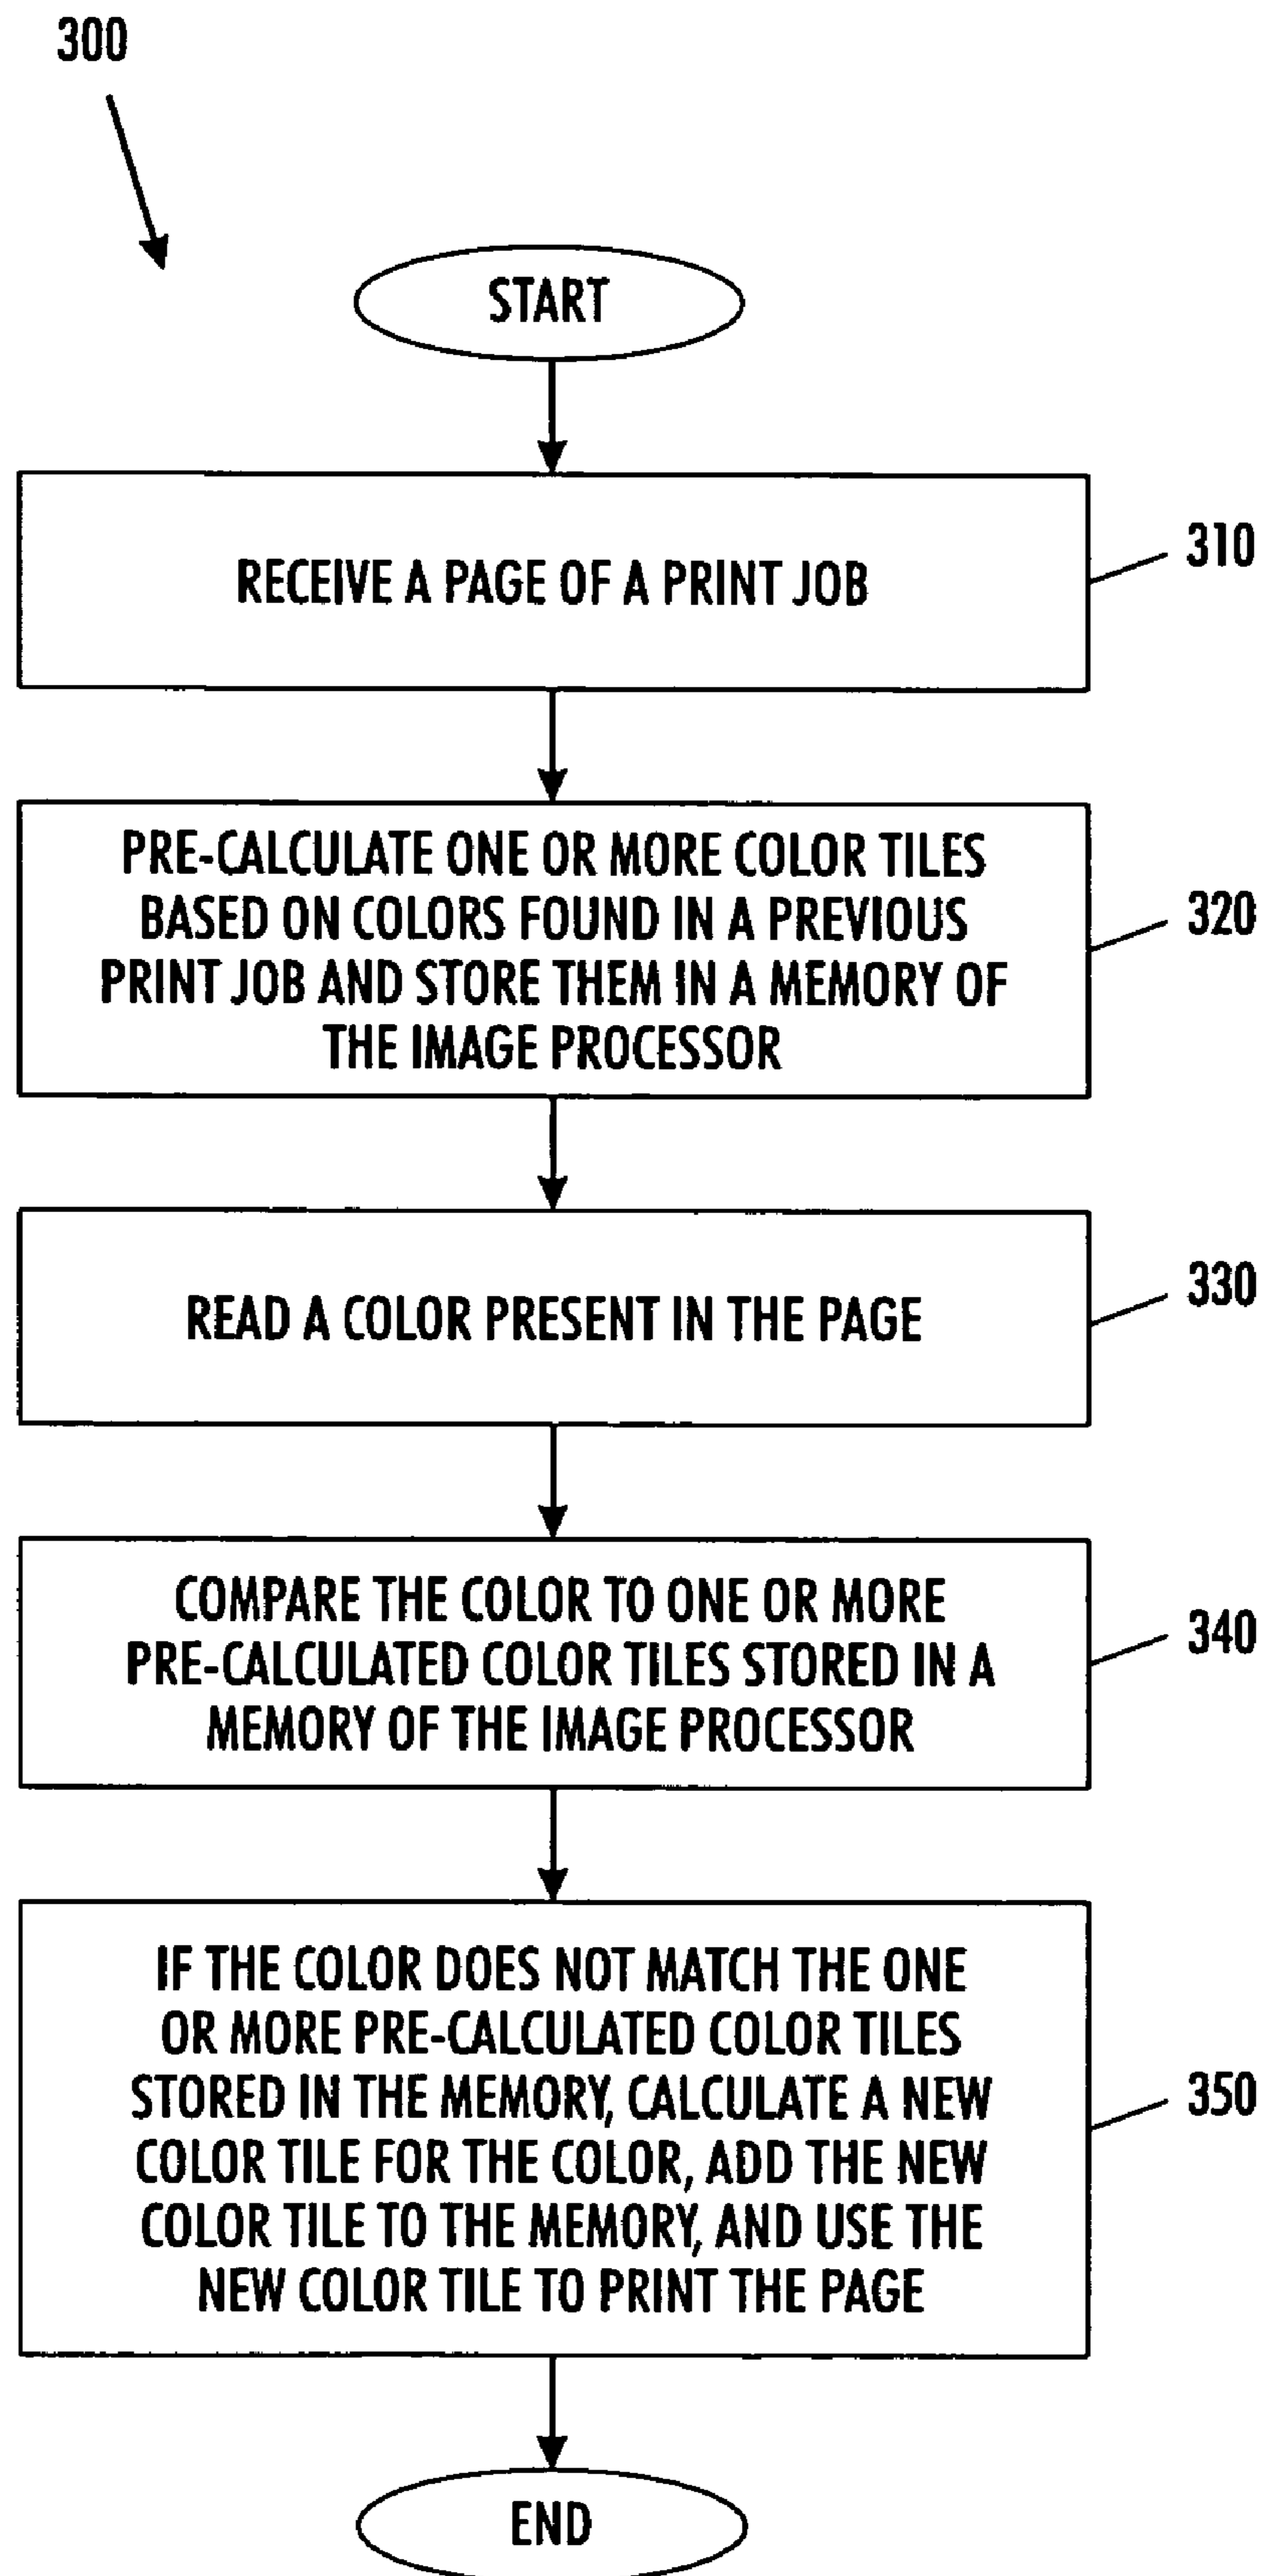 300
START
RECEIVE A PAGE OF A PRINT JOB
310
PRE-CALCULATE ONE OR MORE COLOR TILES
BASED ON COLORS FOUND IN A PREVIOUS
PRINT JOB AND STORE THEM IN A MEMORY OF
THE IMAGE PROCESSOR
320
READ A COLOR PRESENT IN THE PAGE
330
COMPARE THE COLOR TO ONE OR MORE
PRE-CALCULATED COLOR TILES STORED IN A
MEMORY OF THE IMAGE PROCESSOR
340
IF THE COLOR DOES NOT MATCH THE ONE
OR MORE PRE-CALCULATED COLOR TILES
STORED IN THE MEMORY, CALCULATE A NEW
COLOR TILE FOR THE COLOR, ADD THE NEW
COLOR TILE TO THE MEMORY, AND USE THE
NEW COLOR TILE TO PRINT THE PAGE
350
END